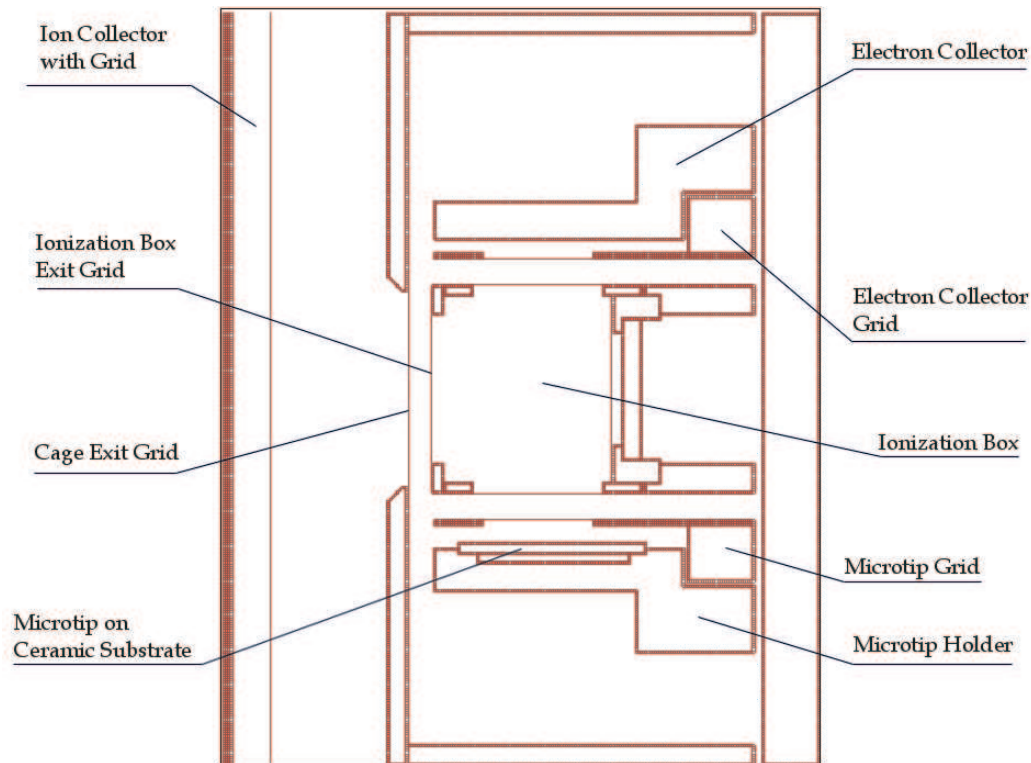 Ion Collector
with Grid
Electron Collector
Ionization Box
Exit Grid
Electron Collector
Grid
Cage Exit Grid
Ionization Box
Microtip Grid
Microtip on
Ceramic Substrate
Microtip Holder